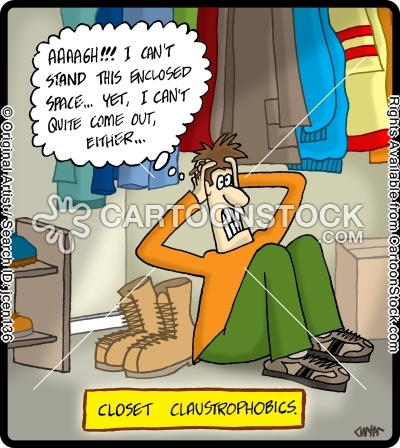 AAAAGH!!! I CAN'T
STAND THIS ENCLOSED
SPACE... YET, I CAN'T
QUITE COME OUT,
EITHER...
CARTOONSTOCK
.COM
CLOSET CLAUSTROPHOBICS.
© Original Artist / Search ID: jcen136
Rights Available from CartoonStock.com